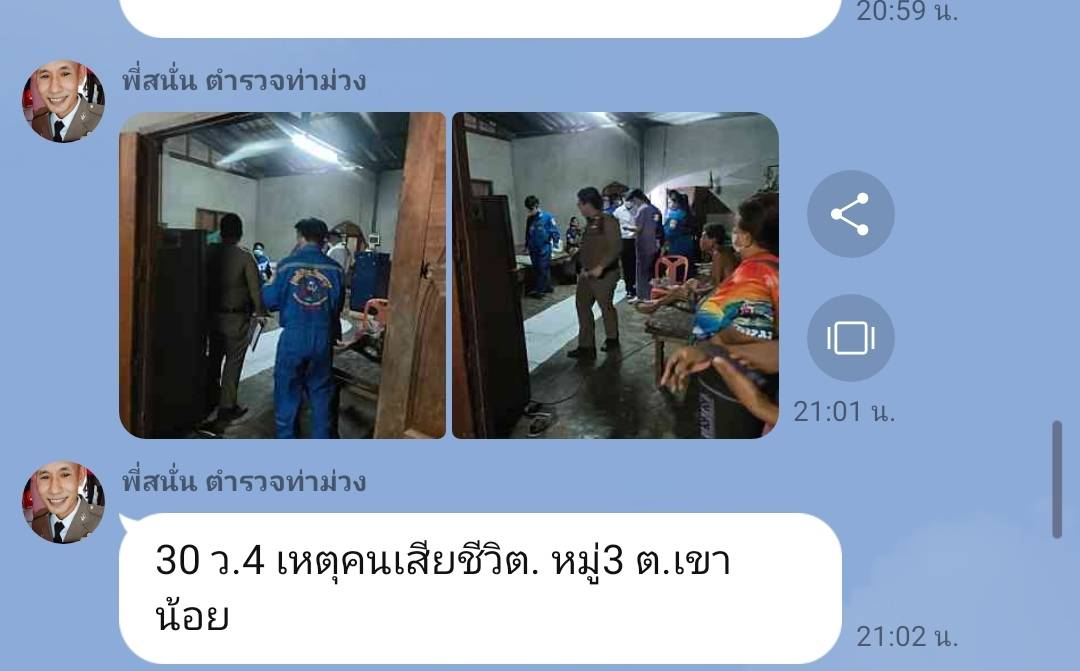 20:59 น.
พี่สนั่น ตำรวจท่าม่วง
21:01 น.
พี่สนั่น ตำรวจท่าม่วง
30 ว.4 เหตุคนเสียชีวิต. หมู่3 ต.เขา
น้อย
21:02 น.